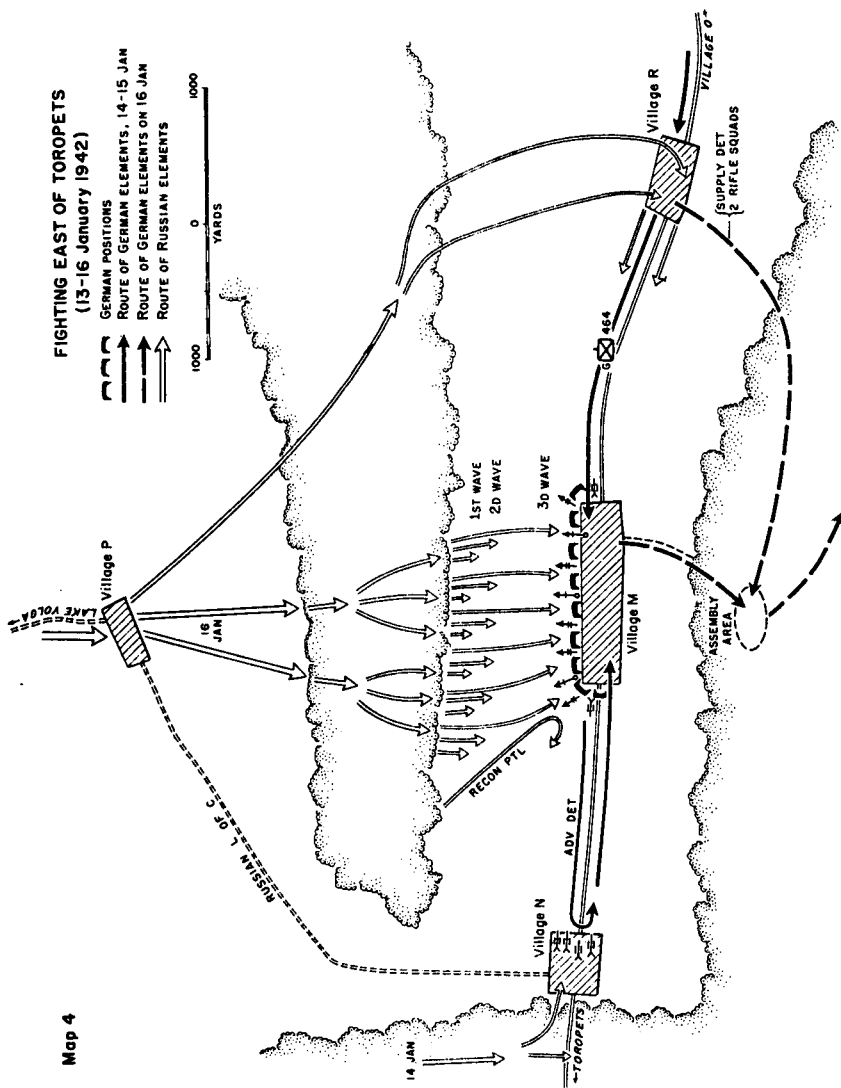 Map 4
FIGHTING EAST OF TOROPETS
(13-16 January 1942)
GERMAN POSITIONS
ROUTE OF GERMAN ELEMENTS, 14-15 JAN
ROUTE OF GERMAN ELEMENTS ON 16 JAN
ROUTE OF RUSSIAN ELEMENTS
1000 0 1000
YARDS
LAKE VOLGA
Village P
16
JAN
RUSSIAN L OF C
1ST WAVE
2D WAVE
3D WAVE
RECON PTL
14 JAN
Village N
ADV DET
TOROPETS
Village M
G 464
Village R
VILLAGE O
SUPPLY DET
2 RIFLE SQUADS
ASSEMBLY
AREA